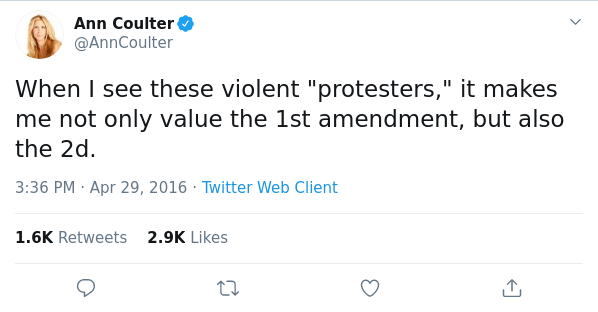 Ann Coulter
@AnnCoulter
When I see these violent "protesters," it makes
me not only value the 1st amendment, but also
the 2d.
3:36 PM · Apr 29, 2016 · Twitter Web Client
1.6K Retweets 2.9K Likes